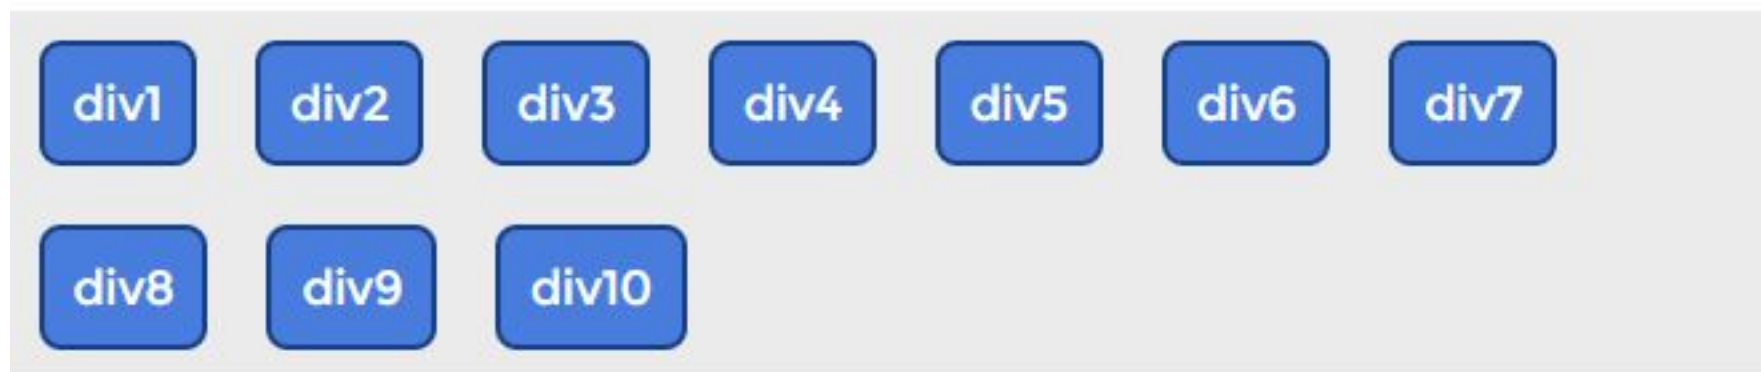 div1 div2 div3 div4 div5 div6 div7
div8 div9 div10